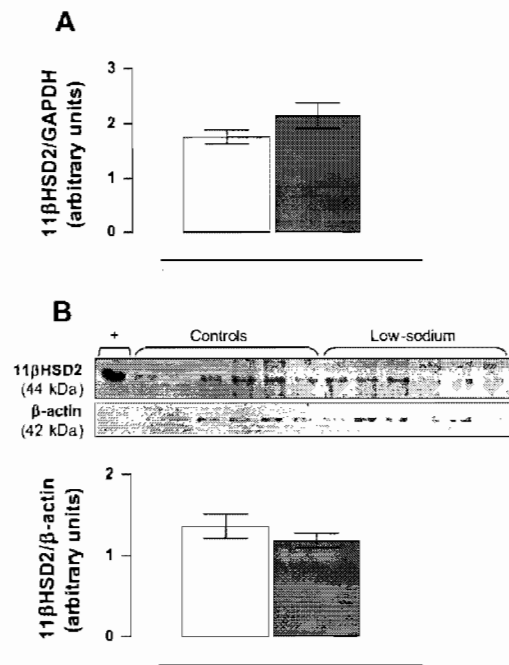 A
11βHSD2/GAPDH
(arbitrary units)
3
2
1
0
B
+ Controls Low-sodium
11βHSD2
(44 kDa)
β-actin
(42 kDa)
11βHSD2/β-actin
(arbitrary units)
2
1
0